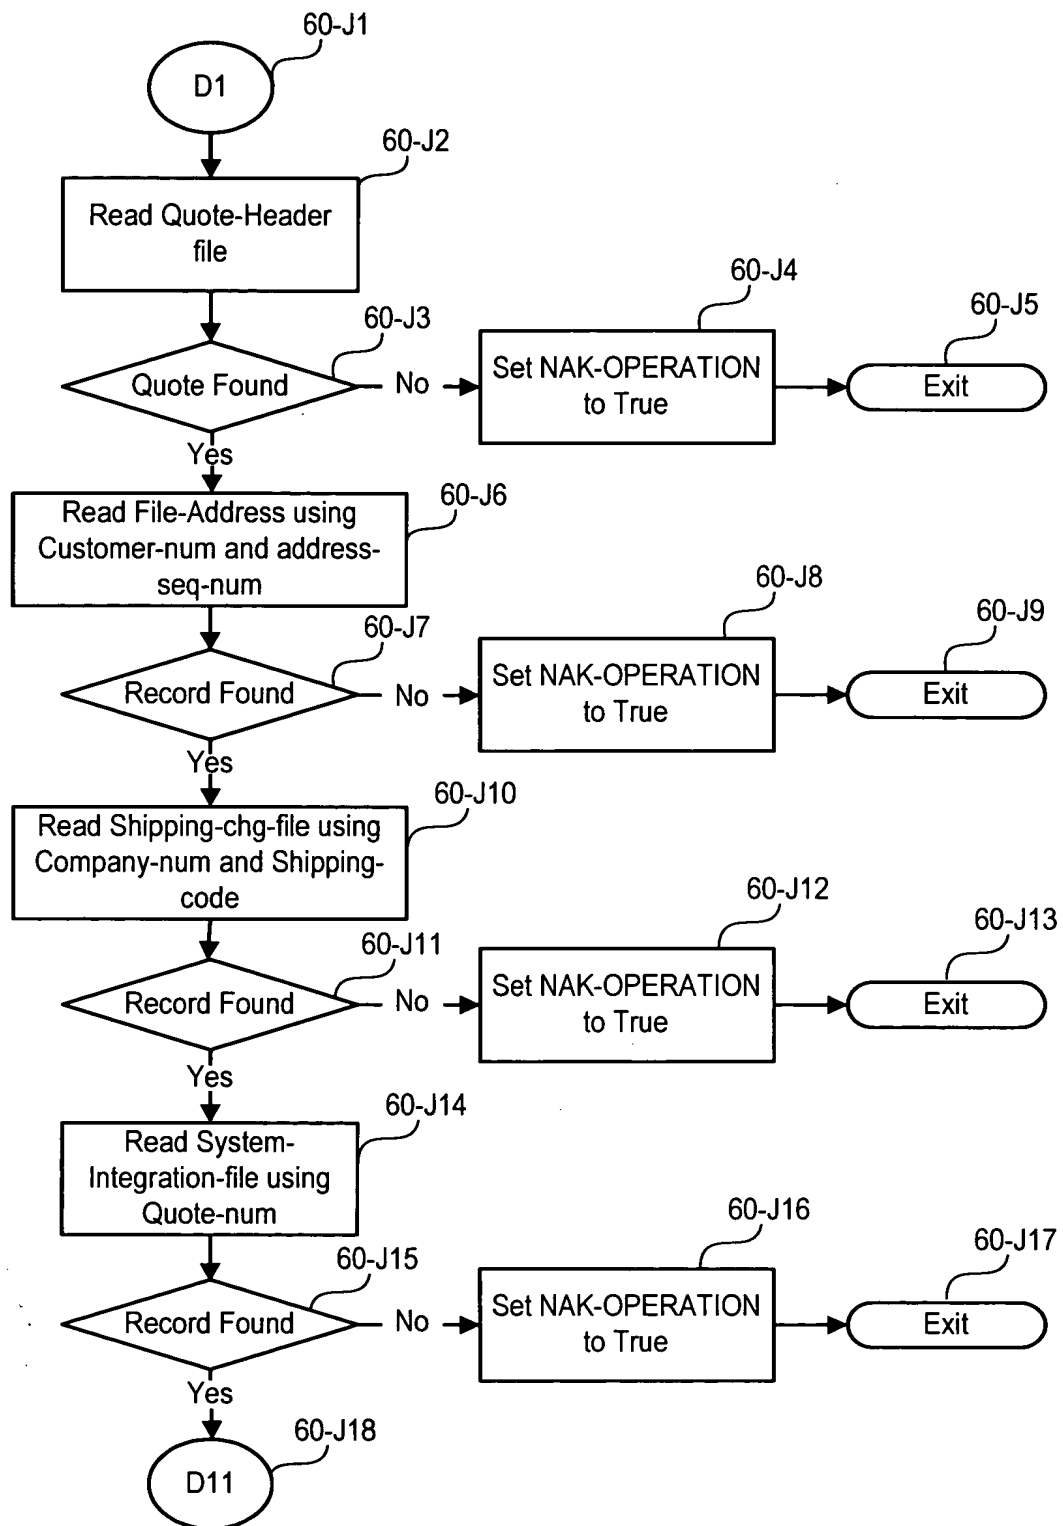 60-J1
D1
60-J2
Read Quote-Header
file
60-J3
Quote Found
No
60-J4
Set NAK-OPERATION
to True
60-J5
Exit
Yes
60-J6
Read File-Address using
Customer-num and address-
seq-num
60-J7
Record Found
No
60-J8
Set NAK-OPERATION
to True
60-J9
Exit
Yes
60-J10
Read Shipping-chg-file using
Company-num and Shipping-
code
60-J11
Record Found
No
60-J12
Set NAK-OPERATION
to True
60-J13
Exit
Yes
60-J14
Read System-
Integration-file using
Quote-num
60-J15
Record Found
No
60-J16
Set NAK-OPERATION
to True
60-J17
Exit
Yes
60-J18
D11